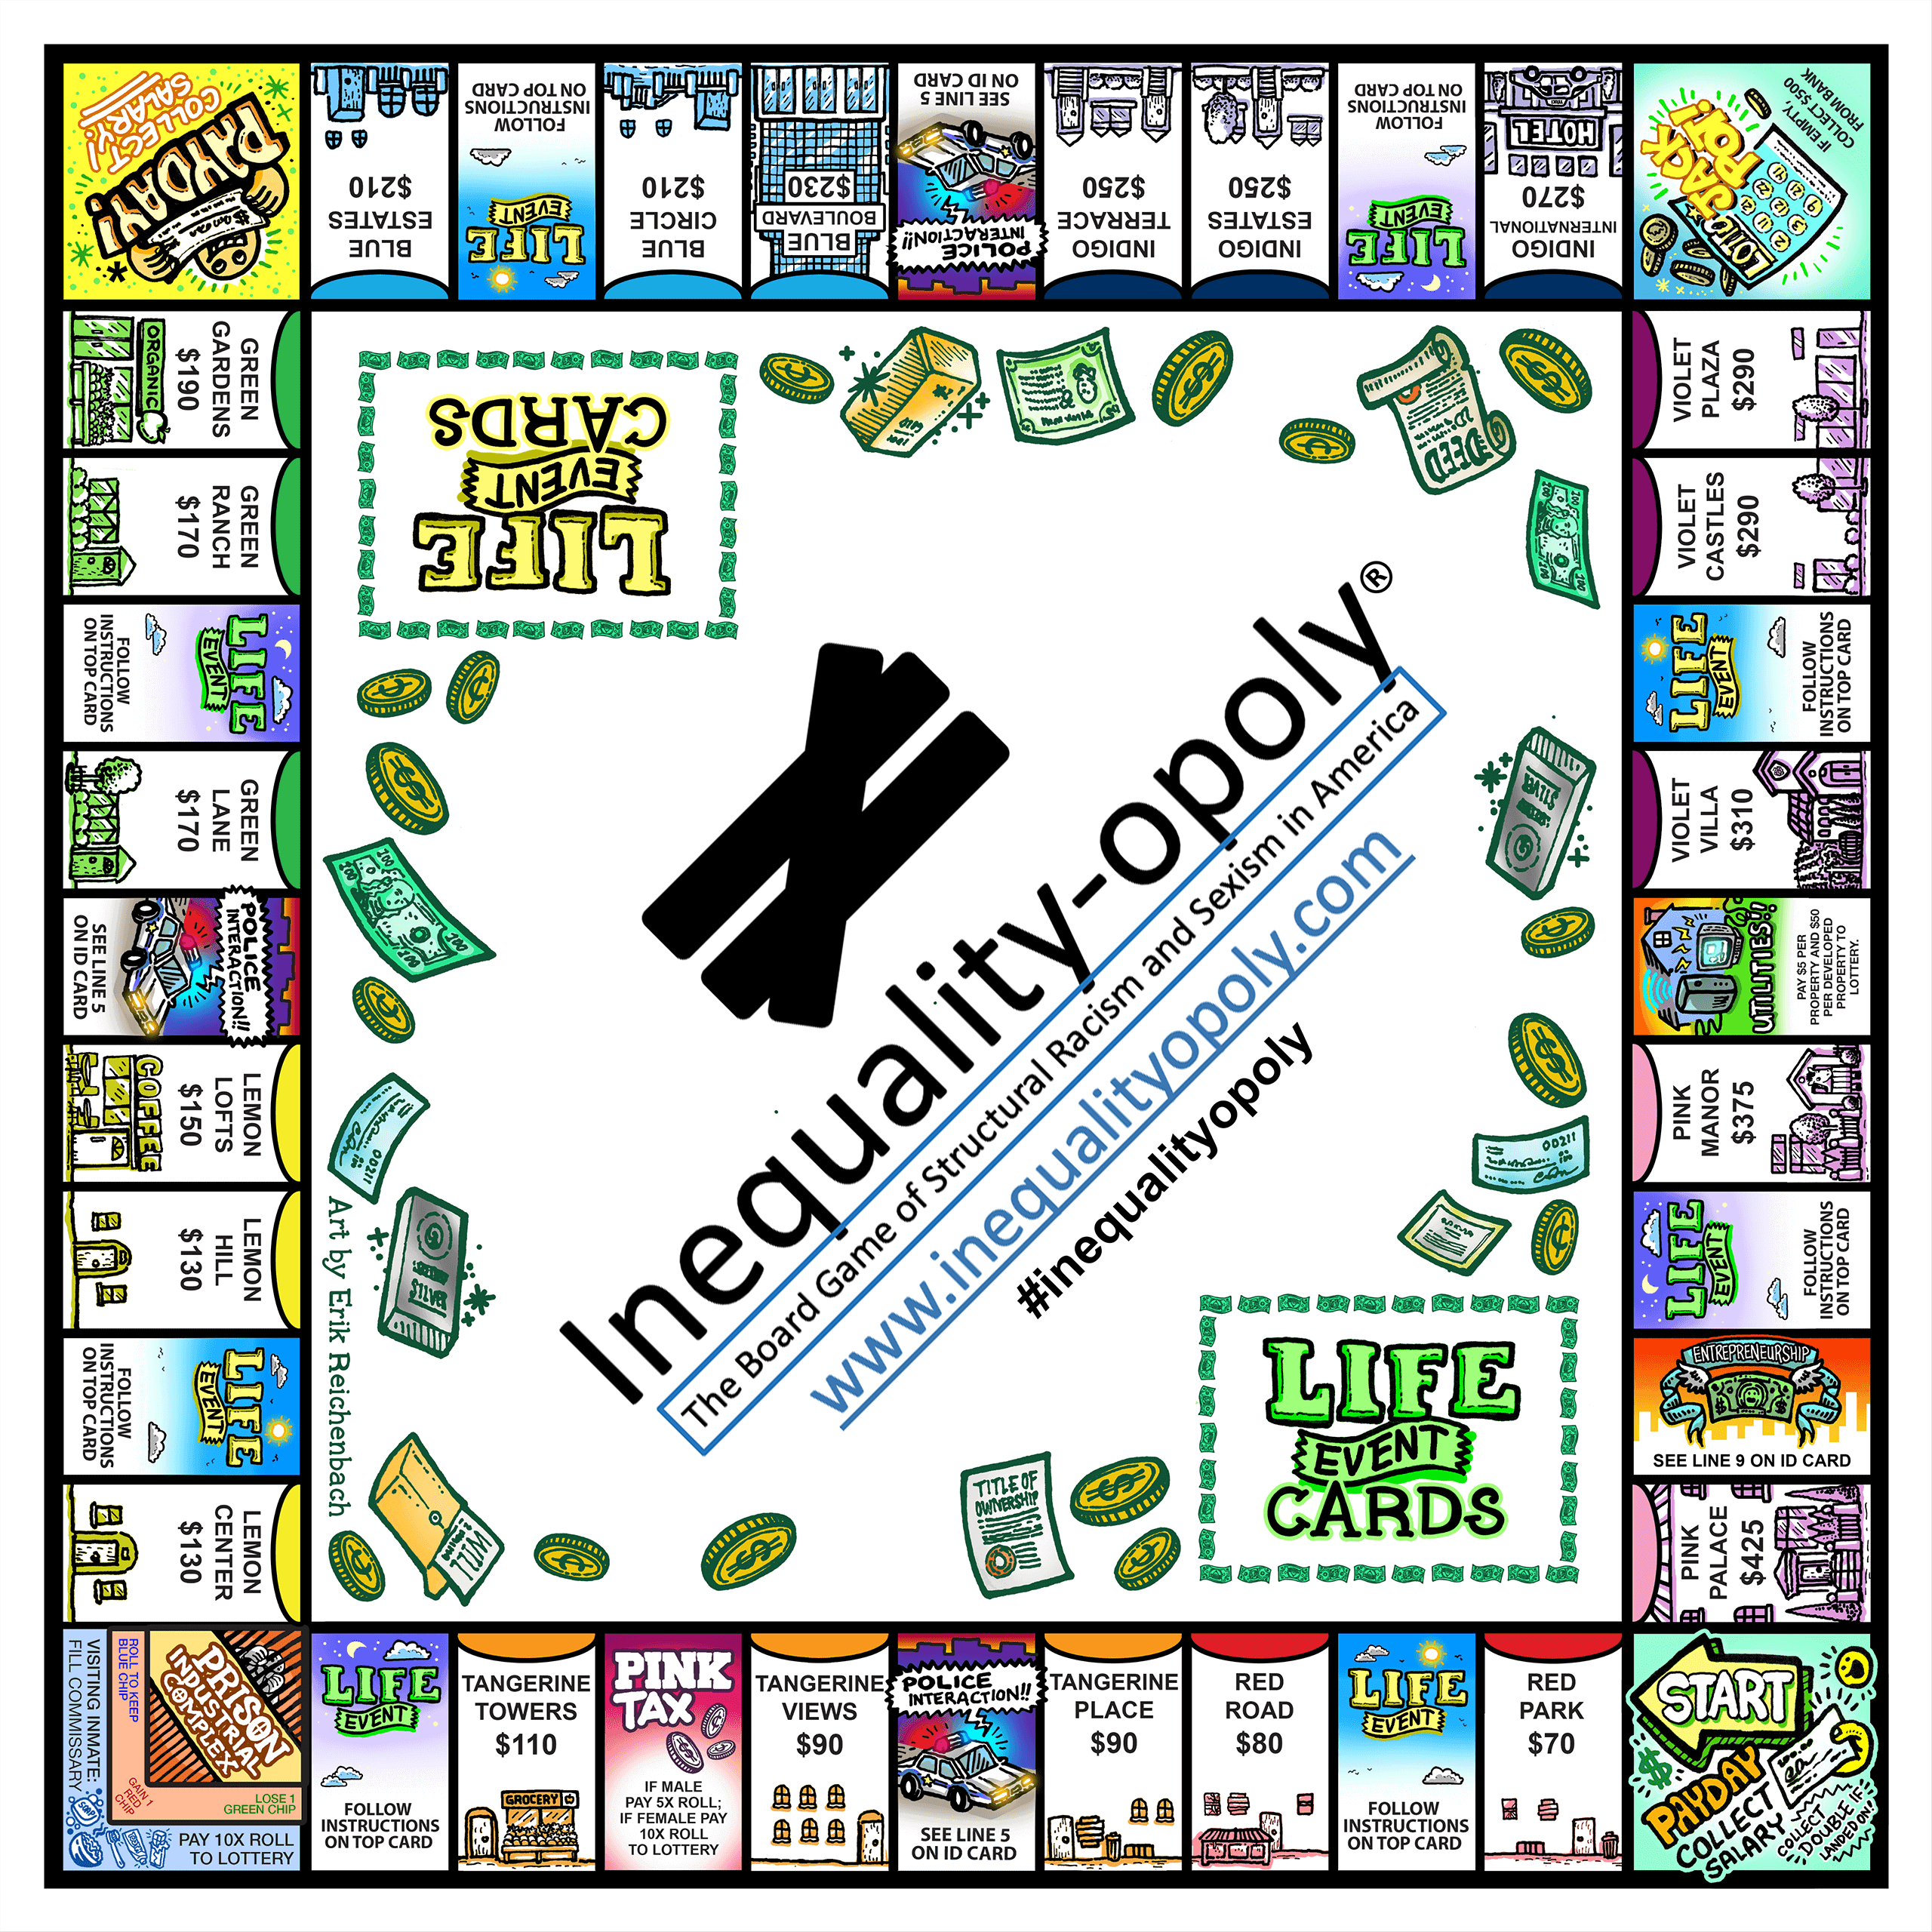 PAYDAY!
COLLECT
SALARY!
BLUE
ESTATES
$210
LIFE
EVENT
FOLLOW
INSTRUCTIONS
ON TOP CARD
BLUE
CIRCLE
$210
BLUE
BOULEVARD
$230
POLICE
INTERACTION!!
SEE LINE 5
ON ID CARD
INDIGO
TERRACE
$250
INDIGO
ESTATES
$250
LIFE
EVENT
FOLLOW
INSTRUCTIONS
ON TOP CARD
INDIGO
INTERNATIONAL
$270
HOTEL
JACK
POT!
LOTTO
IF EMPTY,
COLLECT $500
FROM BANK
VIOLET
PLAZA
$290
VIOLET
CASTLES
$290
LIFE
EVENT
FOLLOW
INSTRUCTIONS
ON TOP CARD
VIOLET
VILLA
$310
UTILITIES!!
PAY $5 PER
PROPERTY AND $50
PER DEVELOPED
PROPERTY TO
LOTTERY.
PINK
MANOR
$375
LIFE
EVENT
FOLLOW
INSTRUCTIONS
ON TOP CARD
ENTREPRENEURSHIP
SEE LINE 9 ON ID CARD
PINK
PALACE
$425
START
PAYDAY
COLLECT
SALARY
COLLECT
DOUBLE IF
LANDED ON!
RED
PARK
$70
LIFE
EVENT
FOLLOW
INSTRUCTIONS
ON TOP CARD
RED
ROAD
$80
TANGERINE
PLACE
$90
POLICE
INTERACTION!!
SEE LINE 5
ON ID CARD
TANGERINE
VIEWS
$90
PINK
TAX
IF MALE
PAY 5X ROLL;
IF FEMALE PAY
10X ROLL
TO LOTTERY
TANGERINE
TOWERS
$110
GROCERY
LIFE
EVENT
FOLLOW
INSTRUCTIONS
ON TOP CARD
PRISON
INDUSTRIAL
COMPLEX
ROLL TO KEEP
BLUE CHIP
GAIN 1
RED
CHIP
LOSE 1
GREEN CHIP
VISITING INMATE:
FILL COMMISSARY
SOAP
PAY 10X ROLL
TO LOTTERY
LEMON
CENTER
$130
LIFE
EVENT
FOLLOW
INSTRUCTIONS
ON TOP CARD
LEMON
HILL
$130
LEMON
LOFTS
$150
COFFEE
POLICE
INTERACTION!!
SEE LINE 5
ON ID CARD
GREEN
LANE
$170
LIFE
EVENT
FOLLOW
INSTRUCTIONS
ON TOP CARD
GREEN
RANCH
$170
GREEN
GARDENS
$190
ORGANIC
LIFE
EVENT
CARDS
DEED
100
100
100
100
100
100
100
SILVER
00211
00211
SILVER
Inequality-opoly®
The Board Game of Structural Racism and Sexism in America
www.inequalityopoly.com
#inequalityopoly
Art by Erik Reichenbach
WILL
TITLE OF
OWNERSHIP
LIFE
EVENT
CARDS